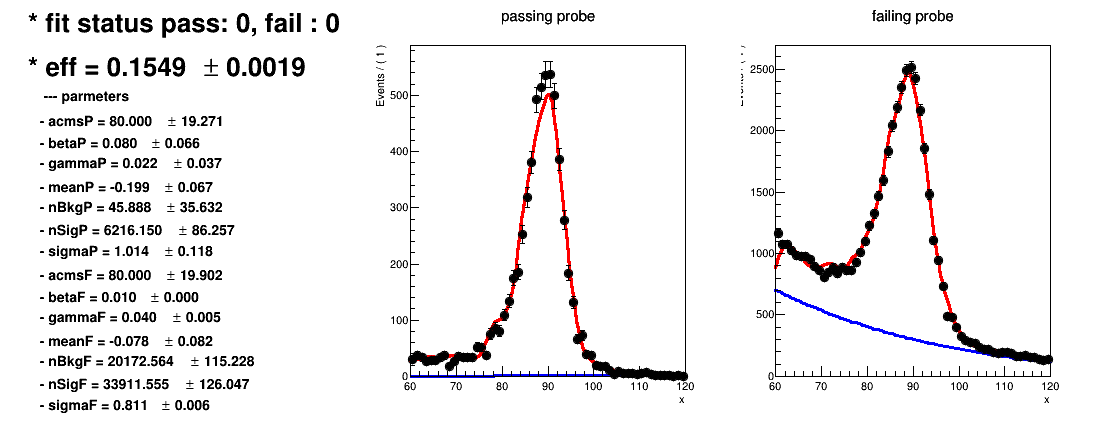 * fit status pass: 0, fail : 0
* eff = 0.1549 ± 0.0019
--- parmeters
- acmsP = 80.000 ± 19.271
- betaP = 0.080 ± 0.066
- gammaP = 0.022 ± 0.037
- meanP = -0.199 ± 0.067
- nBkgP = 45.888 ± 35.632
- nSigP = 6216.150 ± 86.257
- sigmaP = 1.014 ± 0.118
- acmsF = 80.000 ± 19.902
- betaF = 0.010 ± 0.000
- gammaF = 0.040 ± 0.005
- meanF = -0.078 ± 0.082
- nBkgF = 20172.564 ± 115.228
- nSigF = 33911.555 ± 126.047
- sigmaF = 0.811 ± 0.006
passing probe
Events / ( 1 )
500
400
300
200
100
0
60 70 80 90 100 110 120
x
failing probe
Events / ( 1
2500
2000
1500
1000
500
0
60 70 80 90 100 110 120
x